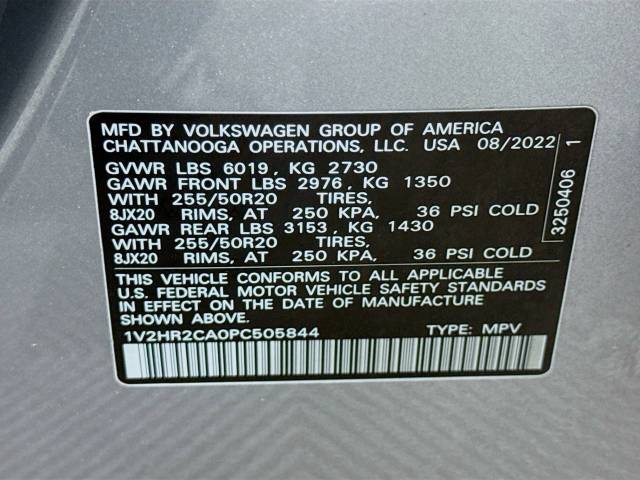 MFD BY VOLKSWAGEN GROUP OF AMERICA
CHATTANOOGA OPERATIONS, LLC. USA 08/2022
GVWR LBS 6019, KG 2730
GAWR FRONT LBS 2976, KG 1350
WITH 255/50R20 TIRES,
8JX20 RIMS, AT 250 KPA, 36 PSI COLD
GAWR REAR LBS 3153, KG 1430
WITH 255/50R20 TIRES,
8JX20 RIMS, AT 250 KPA, 36 PSI COLD
THIS VEHICLE CONFORMS TO ALL APPLICABLE
U.S. FEDERAL MOTOR VEHICLE SAFETY STANDARDS
IN EFFECT ON THE DATE OF MANUFACTURE
SHOWN ABOVE.
1V2HR2CA0PC505844 TYPE: MPV
3250406 1